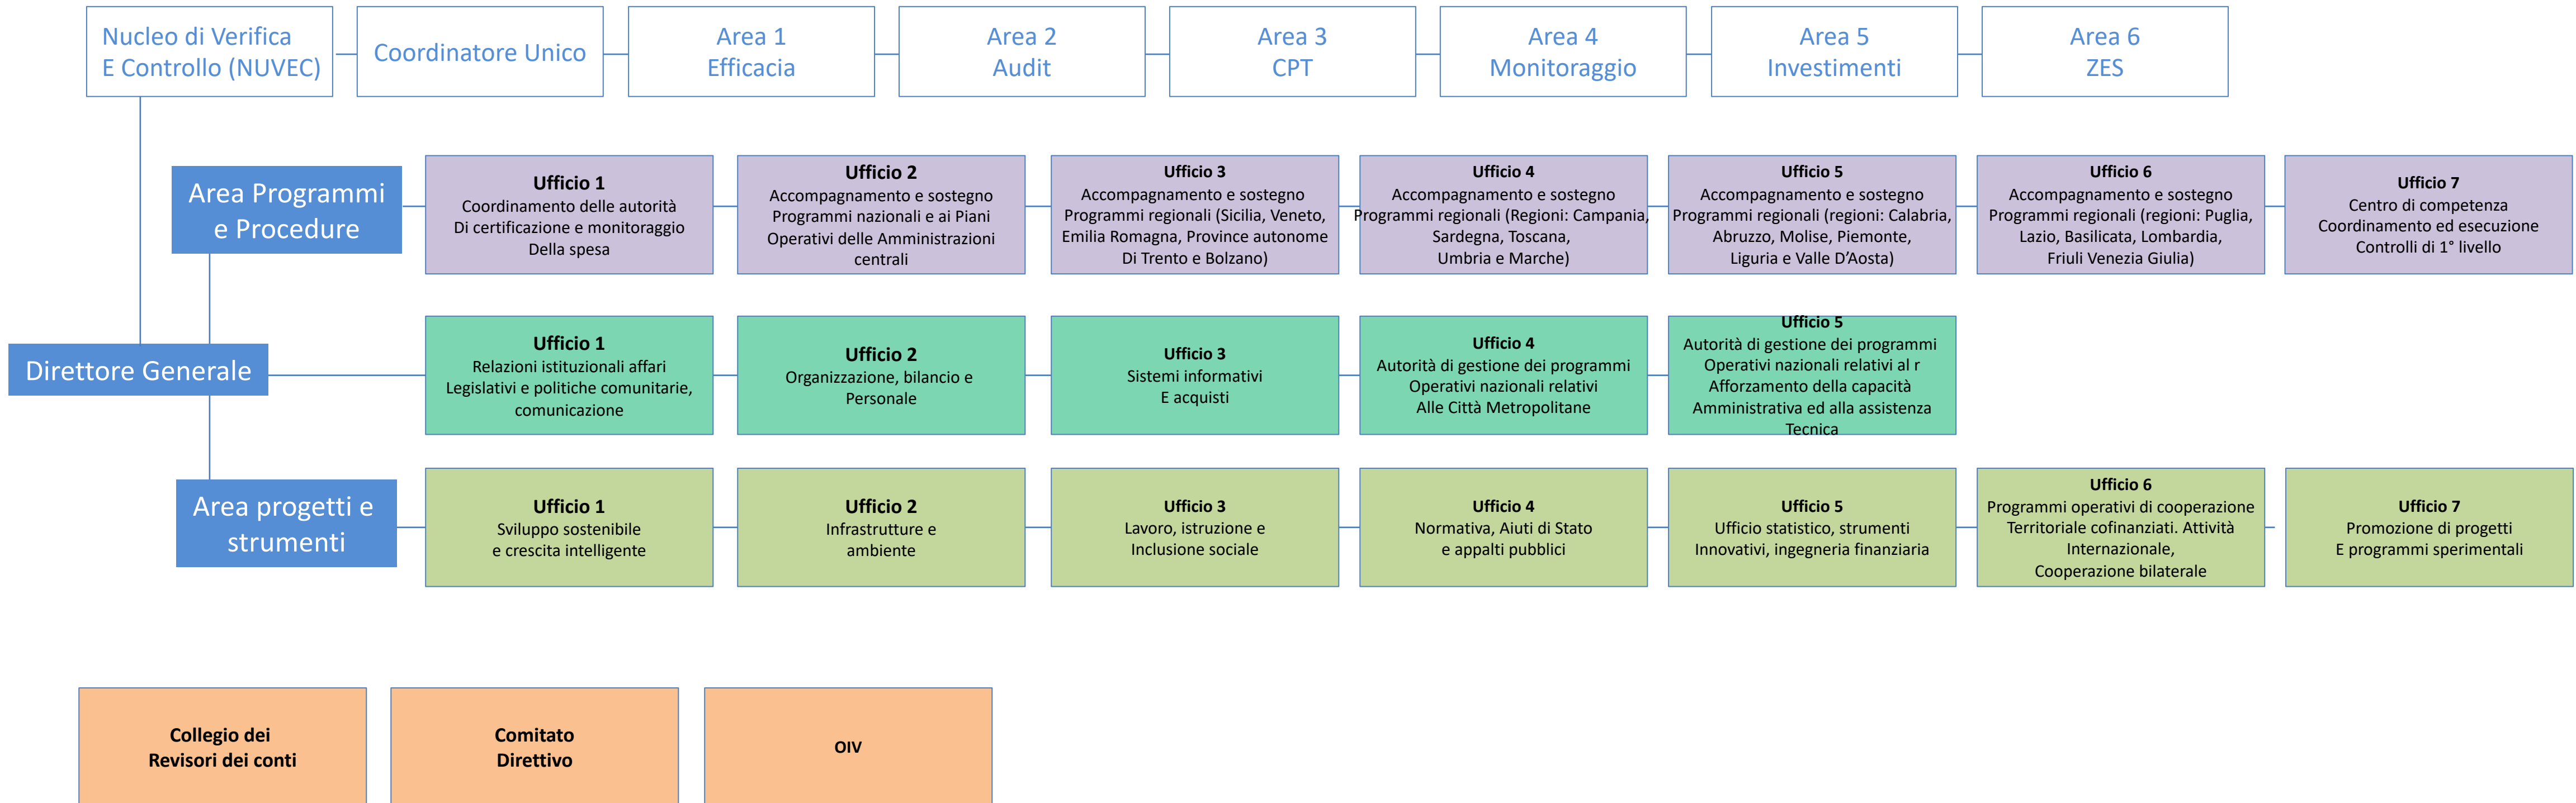 Nucleo di Verifica
E Controllo (NUVEC)
Coordinatore Unico
Area 1
Efficacia
Area 2
Audit
Area 3
CPT
Area 4
Monitoraggio
Area 5
Investimenti
Area 6
ZES
Area Programmi
e Procedure
Ufficio 1
Coordinamento delle autorità
Di certificazione e monitoraggio
Della spesa
Ufficio 2
Accompagnamento e sostegno
Programmi nazionali e ai Piani
Operativi delle Amministrazioni
centrali
Ufficio 3
Accompagnamento e sostegno
Programmi regionali (Sicilia, Veneto,
Emilia Romagna, Province autonome
Di Trento e Bolzano)
Ufficio 4
Accompagnamento e sostegno
Programmi regionali (Regioni: Campania,
Sardegna, Toscana,
Umbria e Marche)
Ufficio 5
Accompagnamento e sostegno
Programmi regionali (regioni: Calabria,
Abruzzo, Molise, Piemonte,
Liguria e Valle D’Aosta)
Ufficio 6
Accompagnamento e sostegno
Programmi regionali (regioni: Puglia,
Lazio, Basilicata, Lombardia,
Friuli Venezia Giulia)
Ufficio 7
Centro di competenza
Coordinamento ed esecuzione
Controlli di 1° livello
Direttore Generale
Ufficio 1
Relazioni istituzionali affari
Legislativi e politiche comunitarie,
comunicazione
Ufficio 2
Organizzazione, bilancio e
Personale
Ufficio 3
Sistemi informativi
E acquisti
Ufficio 4
Autorità di gestione dei programmi
Operativi nazionali relativi
Alle Città Metropolitane
Ufficio 5
Autorità di gestione dei programmi
Operativi nazionali relativi al r
Afforzamento della capacità
Amministrativa ed alla assistenza
Tecnica
Area progetti e
strumenti
Ufficio 1
Sviluppo sostenibile
e crescita intelligente
Ufficio 2
Infrastrutture e
ambiente
Ufficio 3
Lavoro, istruzione e
Inclusione sociale
Ufficio 4
Normativa, Aiuti di Stato
e appalti pubblici
Ufficio 5
Ufficio statistico, strumenti
Innovativi, ingegneria finanziaria
Ufficio 6
Programmi operativi di cooperazione
Territoriale cofinanziati. Attività
Internazionale,
Cooperazione bilaterale
Ufficio 7
Promozione di progetti
E programmi sperimentali
Collegio dei
Revisori dei conti
Comitato
Direttivo
OIV